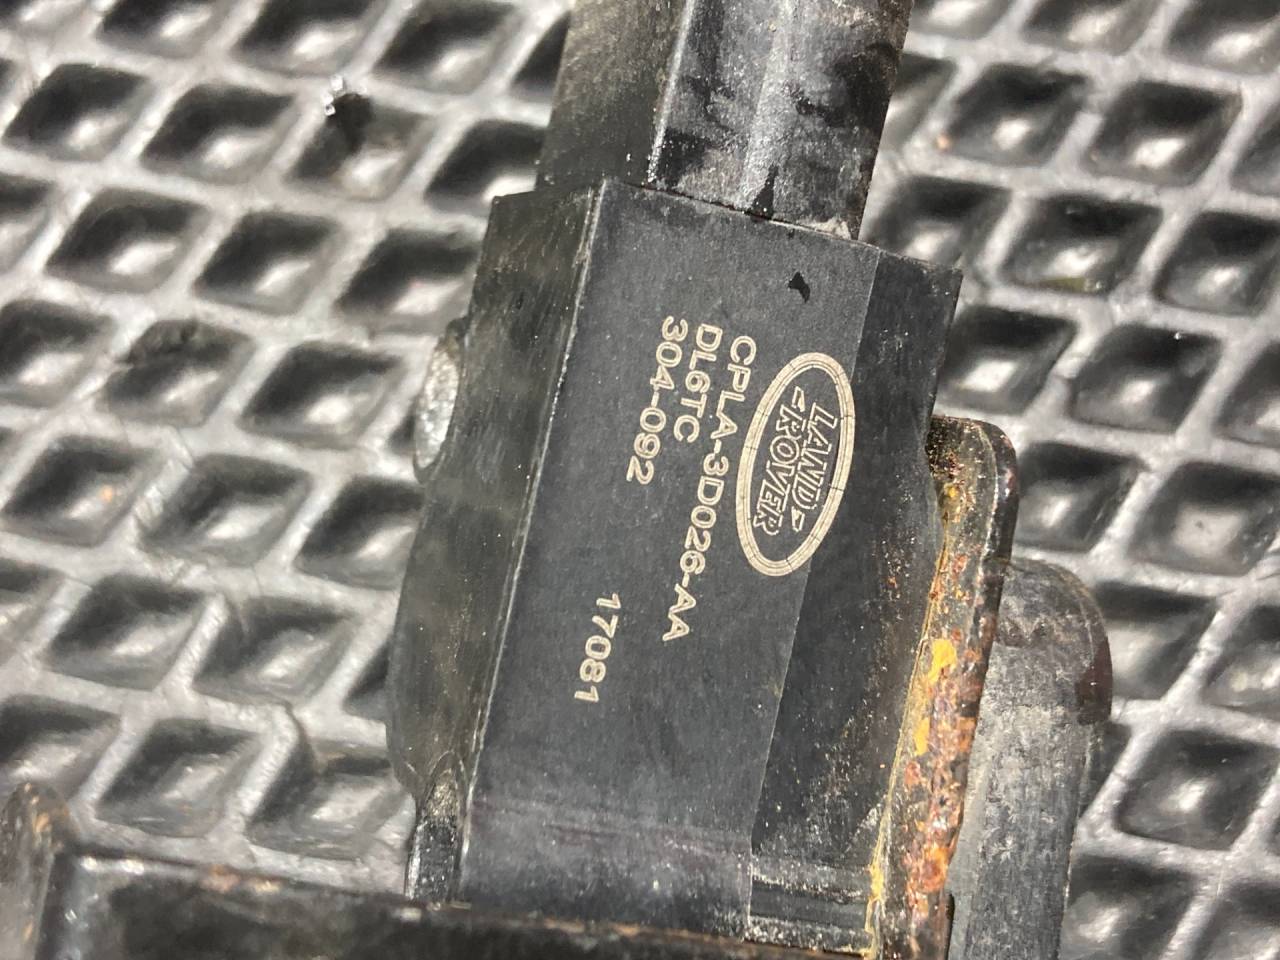 LAND
ROVER
CPLA-3D026-AA
DL6TC
304-092
17081